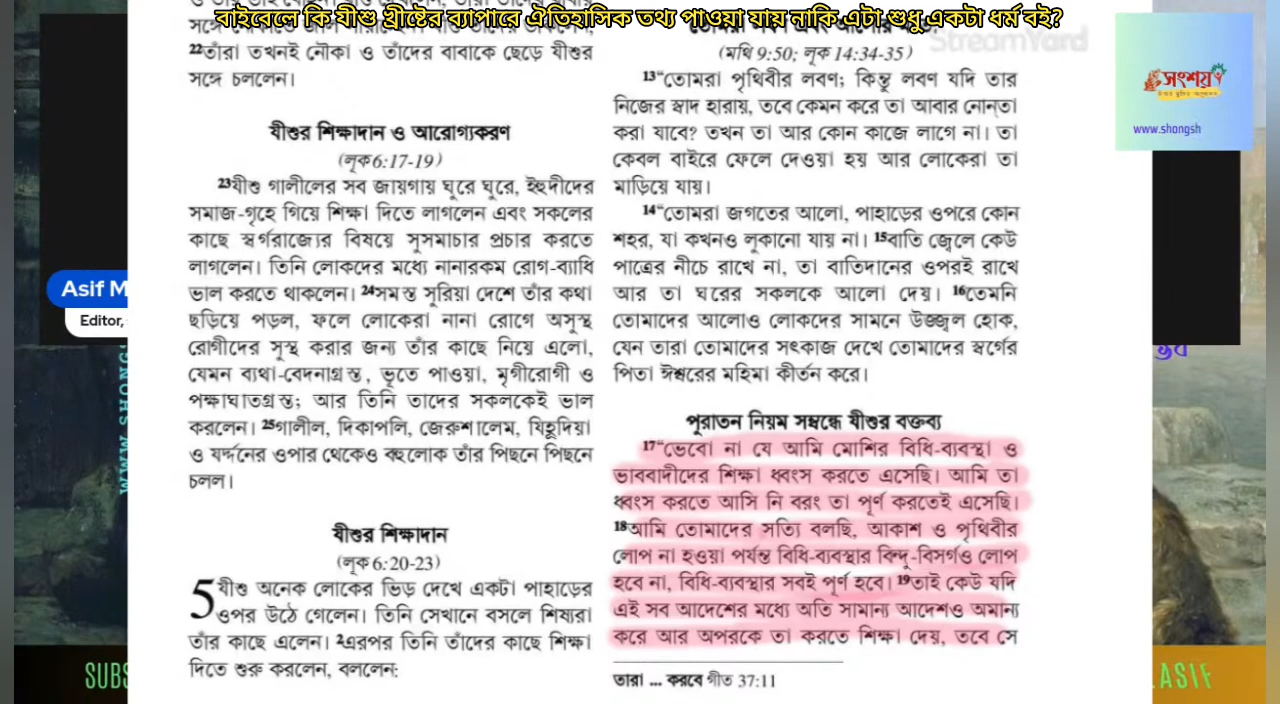 বাইবেলে কি যীশু খ্রীষ্টের ব্যাপারে ঐতিহাসিক তথ্য পাওয়া যায় নাকি এটা শুধু একটা ধর্ম বই?
²²তাঁরা তখনই নৌকা ও তাঁদের বাবাকে ছেড়ে যীশুর
সঙ্গে চললেন।
যীশুর শিক্ষাদান ও আরোগ্যকরণ
(লূক 6:17-19)
²³যীশু গালীলের সব জায়গায় ঘুরে ঘুরে, ইহুদীদের
সমাজ-গৃহে গিয়ে শিক্ষা দিতে লাগলেন এবং সকলের
কাছে স্বর্গরাজ্যের বিষয়ে সুসমাচার প্রচার করতে
লাগলেন। তিনি লোকদের মধ্যে নানারকম রোগ-ব্যাধি
ভাল করতে থাকলেন। ²⁴সমস্ত সুরিয়া দেশে তাঁর কথা
ছড়িয়ে পড়ল, ফলে লোকেরা নানা রোগে অসুস্থ
রোগীদের সুস্থ করার জন্য তাঁর কাছে নিয়ে এলো,
যেমন ব্যথা-বেদনাগ্রস্ত, ভূতে পাওয়া, মৃগীরোগী ও
পক্ষাঘাতগ্রস্ত; আর তিনি তাদের সকলকেই ভাল
করলেন। ²⁵গালীল, দিকাপলি, জেরুশালেম, যিহূদিয়া
ও যর্দ্দনের ওপার থেকেও বহুলোক তাঁর পিছনে পিছনে
চলল।
যীশুর শিক্ষাদান
(লূক 6:20-23)
5 যীশু অনেক লোকের ভিড় দেখে একটা পাহাড়ের
ওপর উঠে গেলেন। তিনি সেখানে বসলে শিষ্যরা
তাঁর কাছে এলেন। ²এরপর তিনি তাঁদের কাছে শিক্ষা
দিতে শুরু করলেন, বললেন:
(মথি 9:50; লূক 14:34-35)
¹³“তোমরা পৃথিবীর লবণ; কিন্তু লবণ যদি তার
নিজের স্বাদ হারায়, তবে কেমন করে তা আবার নোন্‌তা
করা যাবে? তখন তা আর কোন কাজে লাগে না। তা
কেবল বাইরে ফেলে দেওয়া হয় আর লোকেরা তা
মাড়িয়ে যায়।
¹⁴“তোমরা জগতের আলো, পাহাড়ের ওপরে কোন
শহর, যা কখনও লুকানো যায় না। ¹⁵বাতি জ্বেলে কেউ
পাত্রের নীচে রাখে না, তা বাতিদানের ওপরই রাখে
আর তা ঘরের সকলকে আলো দেয়। ¹⁶তেমনি
তোমাদের আলোও লোকদের সামনে উজ্জ্বল হোক,
যেন তারা তোমাদের সৎকাজ দেখে তোমাদের স্বর্গের
পিতা ঈশ্বরের মহিমা কীর্তন করে।
পুরাতন নিয়ম সম্বন্ধে যীশুর বক্তব্য
¹⁷“ভেবো না যে আমি মোশির বিধি-ব্যবস্থা ও
ভাববাদীদের শিক্ষা ধ্বংস করতে এসেছি। আমি তা
ধ্বংস করতে আসি নি বরং তা পূর্ণ করতেই এসেছি।
¹⁸আমি তোমাদের সত্যি বলছি, আকাশ ও পৃথিবীর
লোপ না হওয়া পর্যন্ত বিধি-ব্যবস্থার বিন্দু-বিসর্গও লোপ
হবে না, বিধি-ব্যবস্থার সবই পূর্ণ হবে। ¹⁹তাই কেউ যদি
এই সব আদেশের মধ্যে অতি সামান্য আদেশও অমান্য
করে আর অপরকে তা করতে শিক্ষা দেয়, তবে সে
তারা ... করবে গীত 37:11
StreamYard
সংশয়
www.shongsh
Asif M
Editor,
WWW.SHONG
SUBS
ASIF